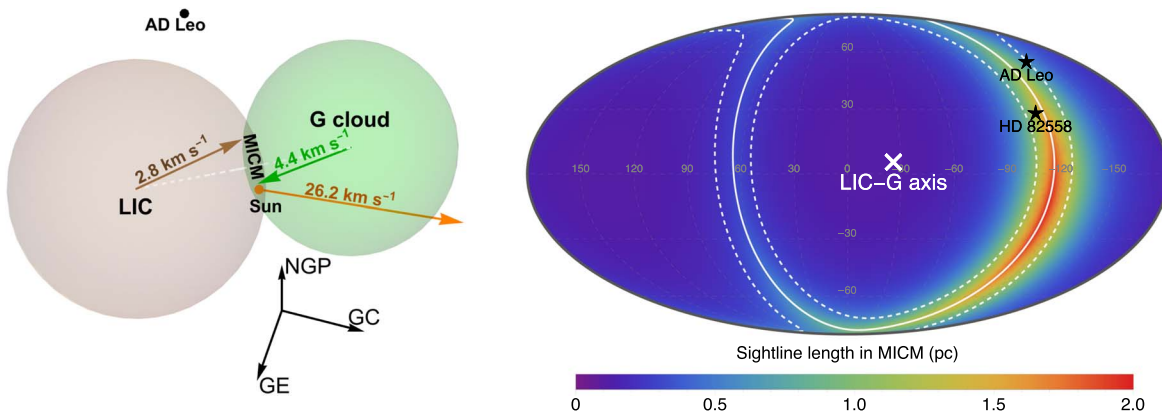 AD Leo
G cloud
MICM
2.8 km s⁻¹
4.4 km s⁻¹
26.2 km s⁻¹
LIC
Sun
NGP
GC
GE
60
AD Leo
30
HD 82558
150 120 90 60 30 0 -60 -90 -120 -150
LIC–G axis
−30
−60
Sightline length in MICM (pc)
0 0.5 1.0 1.5 2.0